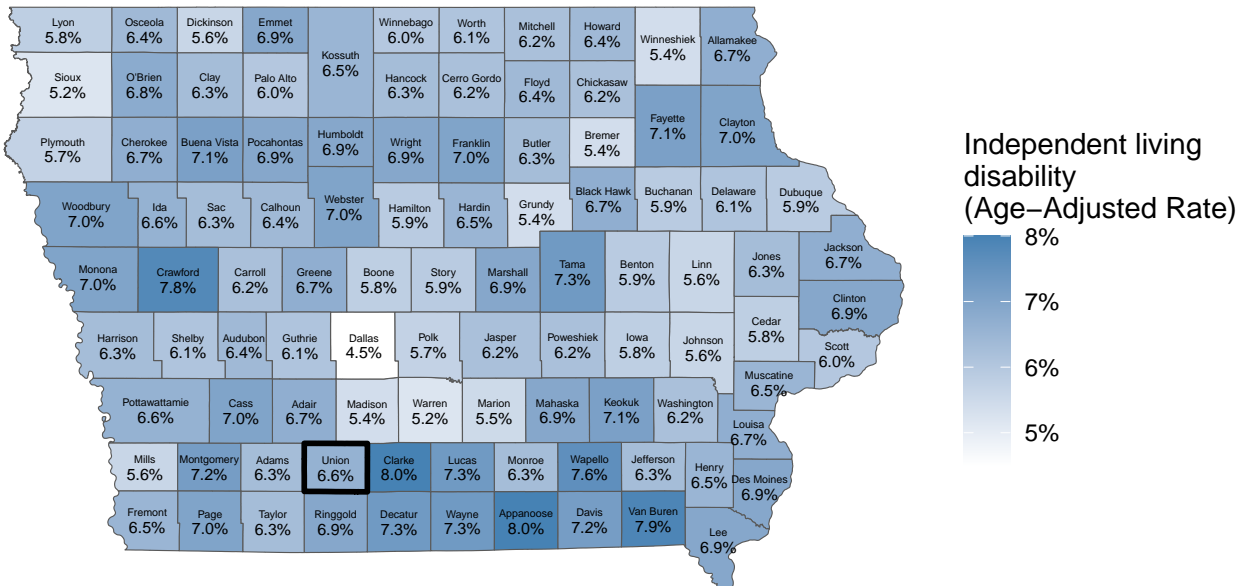 Lyon Osceola Dickinson Emmet Winnebago Worth Mitchell Howard Winneshiek Allamakee
5.8% 6.4% 5.6% 6.9% 6.0% 6.1% 6.2% 6.4% 5.4% 6.7%
Kossuth
6.5%
Sioux O'Brien Clay Palo Alto Hancock Cerro Gordo Floyd Chickasaw
5.2% 6.8% 6.3% 6.0% 6.3% 6.2% 6.4% 6.2%
Fayette Clayton
7.1% 7.0%
Plymouth Cherokee Buena Vista Pocahontas Humboldt Wright Franklin Butler Bremer
5.7% 6.7% 7.1% 6.9% 6.9% 6.9% 7.0% 6.3% 5.4%
Woodbury Ida Sac Calhoun Webster Hamilton Hardin Grundy Black Hawk Buchanan Delaware Dubuque
7.0% 6.6% 6.3% 6.4% 7.0% 5.9% 6.5% 5.4% 6.7% 5.9% 6.1% 5.9%
Monona Crawford Carroll Greene Boone Story Marshall Tama Benton Linn Jones Jackson
7.0% 7.8% 6.2% 6.7% 5.8% 5.9% 6.9% 7.3% 5.9% 5.6% 6.3% 6.7%
Clinton
6.9%
Harrison Shelby Audubon Guthrie Dallas Polk Jasper Poweshiek Iowa Johnson Cedar Scott
6.3% 6.1% 6.4% 6.1% 4.5% 5.7% 6.2% 6.2% 5.8% 5.6% 5.8% 6.0%
Muscatine
6.5%
Pottawattamie Cass Adair Madison Warren Marion Mahaska Keokuk Washington Louisa
6.6% 7.0% 6.7% 5.4% 5.2% 5.5% 6.9% 7.1% 6.2% 6.7%
Mills Montgomery Adams Union Clarke Lucas Monroe Wapello Jefferson Henry Des Moines
5.6% 7.2% 6.3% 6.6% 8.0% 7.3% 6.3% 7.6% 6.3% 6.5% 6.9%
Fremont Page Taylor Ringgold Decatur Wayne Appanoose Davis Van Buren Lee
6.5% 7.0% 6.3% 6.9% 7.3% 7.3% 8.0% 7.2% 7.9% 6.9%
Independent living
disability
(Age−Adjusted Rate)
8%
7%
6%
5%